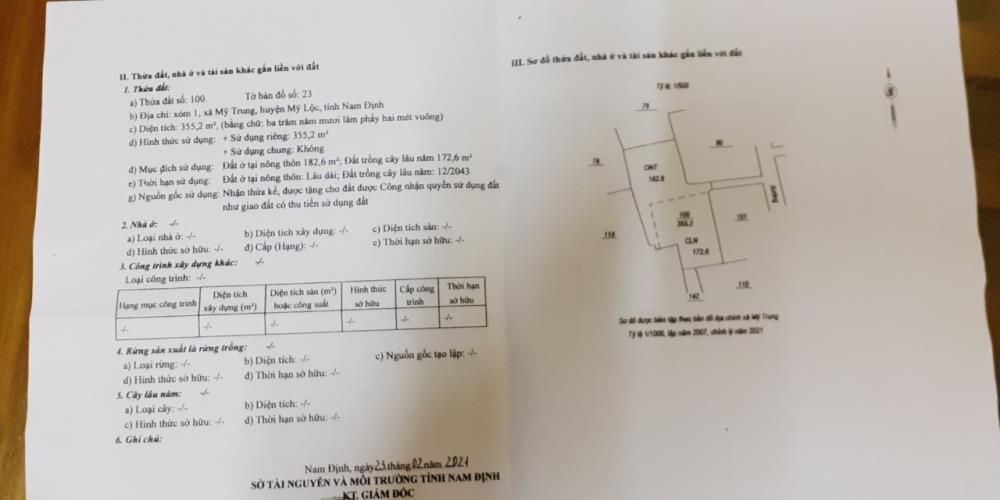 II. Thửa đất, nhà ở và tài sản khác gắn liền với đất
1. Thửa đất:
a) Thửa đất số: 100. Tờ bản đồ số: 23
b) Địa chỉ: xóm 1, xã Mỹ Trung, huyện Mỹ Lộc, tỉnh Nam Định
c) Diện tích: 355,2 m², (bằng chữ: ba trăm năm mươi lăm phẩy hai mét vuông)
d) Hình thức sử dụng: + Sử dụng riêng: 355,2 m²
+ Sử dụng chung: Không
đ) Mục đích sử dụng: Đất ở tại nông thôn 182,6 m²; Đất trồng cây lâu năm 172,6 m²
e) Thời hạn sử dụng: Đất ở tại nông thôn: Lâu dài; Đất trồng cây lâu năm: 12/2043
g) Nguồn gốc sử dụng: Nhận thừa kế, được tặng cho đất được Công nhận quyền sử dụng đất
như giao đất có thu tiền sử dụng đất
2. Nhà ở: -/-
a) Loại nhà ở: -/- b) Diện tích xây dựng: -/- c) Diện tích sàn: -/-
d) Hình thức sở hữu: -/- đ) Cấp (Hạng): -/- e) Thời hạn sở hữu: -/-
3. Công trình xây dựng khác: -/-
Loại công trình: -/-
Hạng mục công trình | Diện tích xây dựng (m²) | Diện tích sàn (m²) hoặc công suất | Hình thức sở hữu | Cấp công trình | Thời hạn sở hữu
-/- | -/- | -/- | -/- | -/- | -/-
4. Rừng sản xuất là rừng trồng: -/-
a) Loại rừng: -/- b) Diện tích: -/- c) Nguồn gốc tạo lập: -/-
d) Hình thức sở hữu: -/- đ) Thời hạn sở hữu: -/-
5. Cây lâu năm: -/-
a) Loại cây: -/- b) Diện tích: -/-
c) Hình thức sở hữu: -/- d) Thời hạn sở hữu: -/-
6. Ghi chú:
Nam Định, ngày 23 tháng 02 năm 2021
SỞ TÀI NGUYÊN VÀ MÔI TRƯỜNG TỈNH NAM ĐỊNH
KT. GIÁM ĐỐC
III. Sơ đồ thửa đất, nhà ở và tài sản khác gắn liền với đất
Tỷ lệ 1/500
79
80
78
ONT
182.6
Đường
100
355.2
101
118
CLN
172.6
119
142
Sơ đồ được biên tập theo bản đồ địa chính xã Mỹ Trung
Tỷ lệ 1/1000, lập năm 2007, chỉnh lý năm 2021